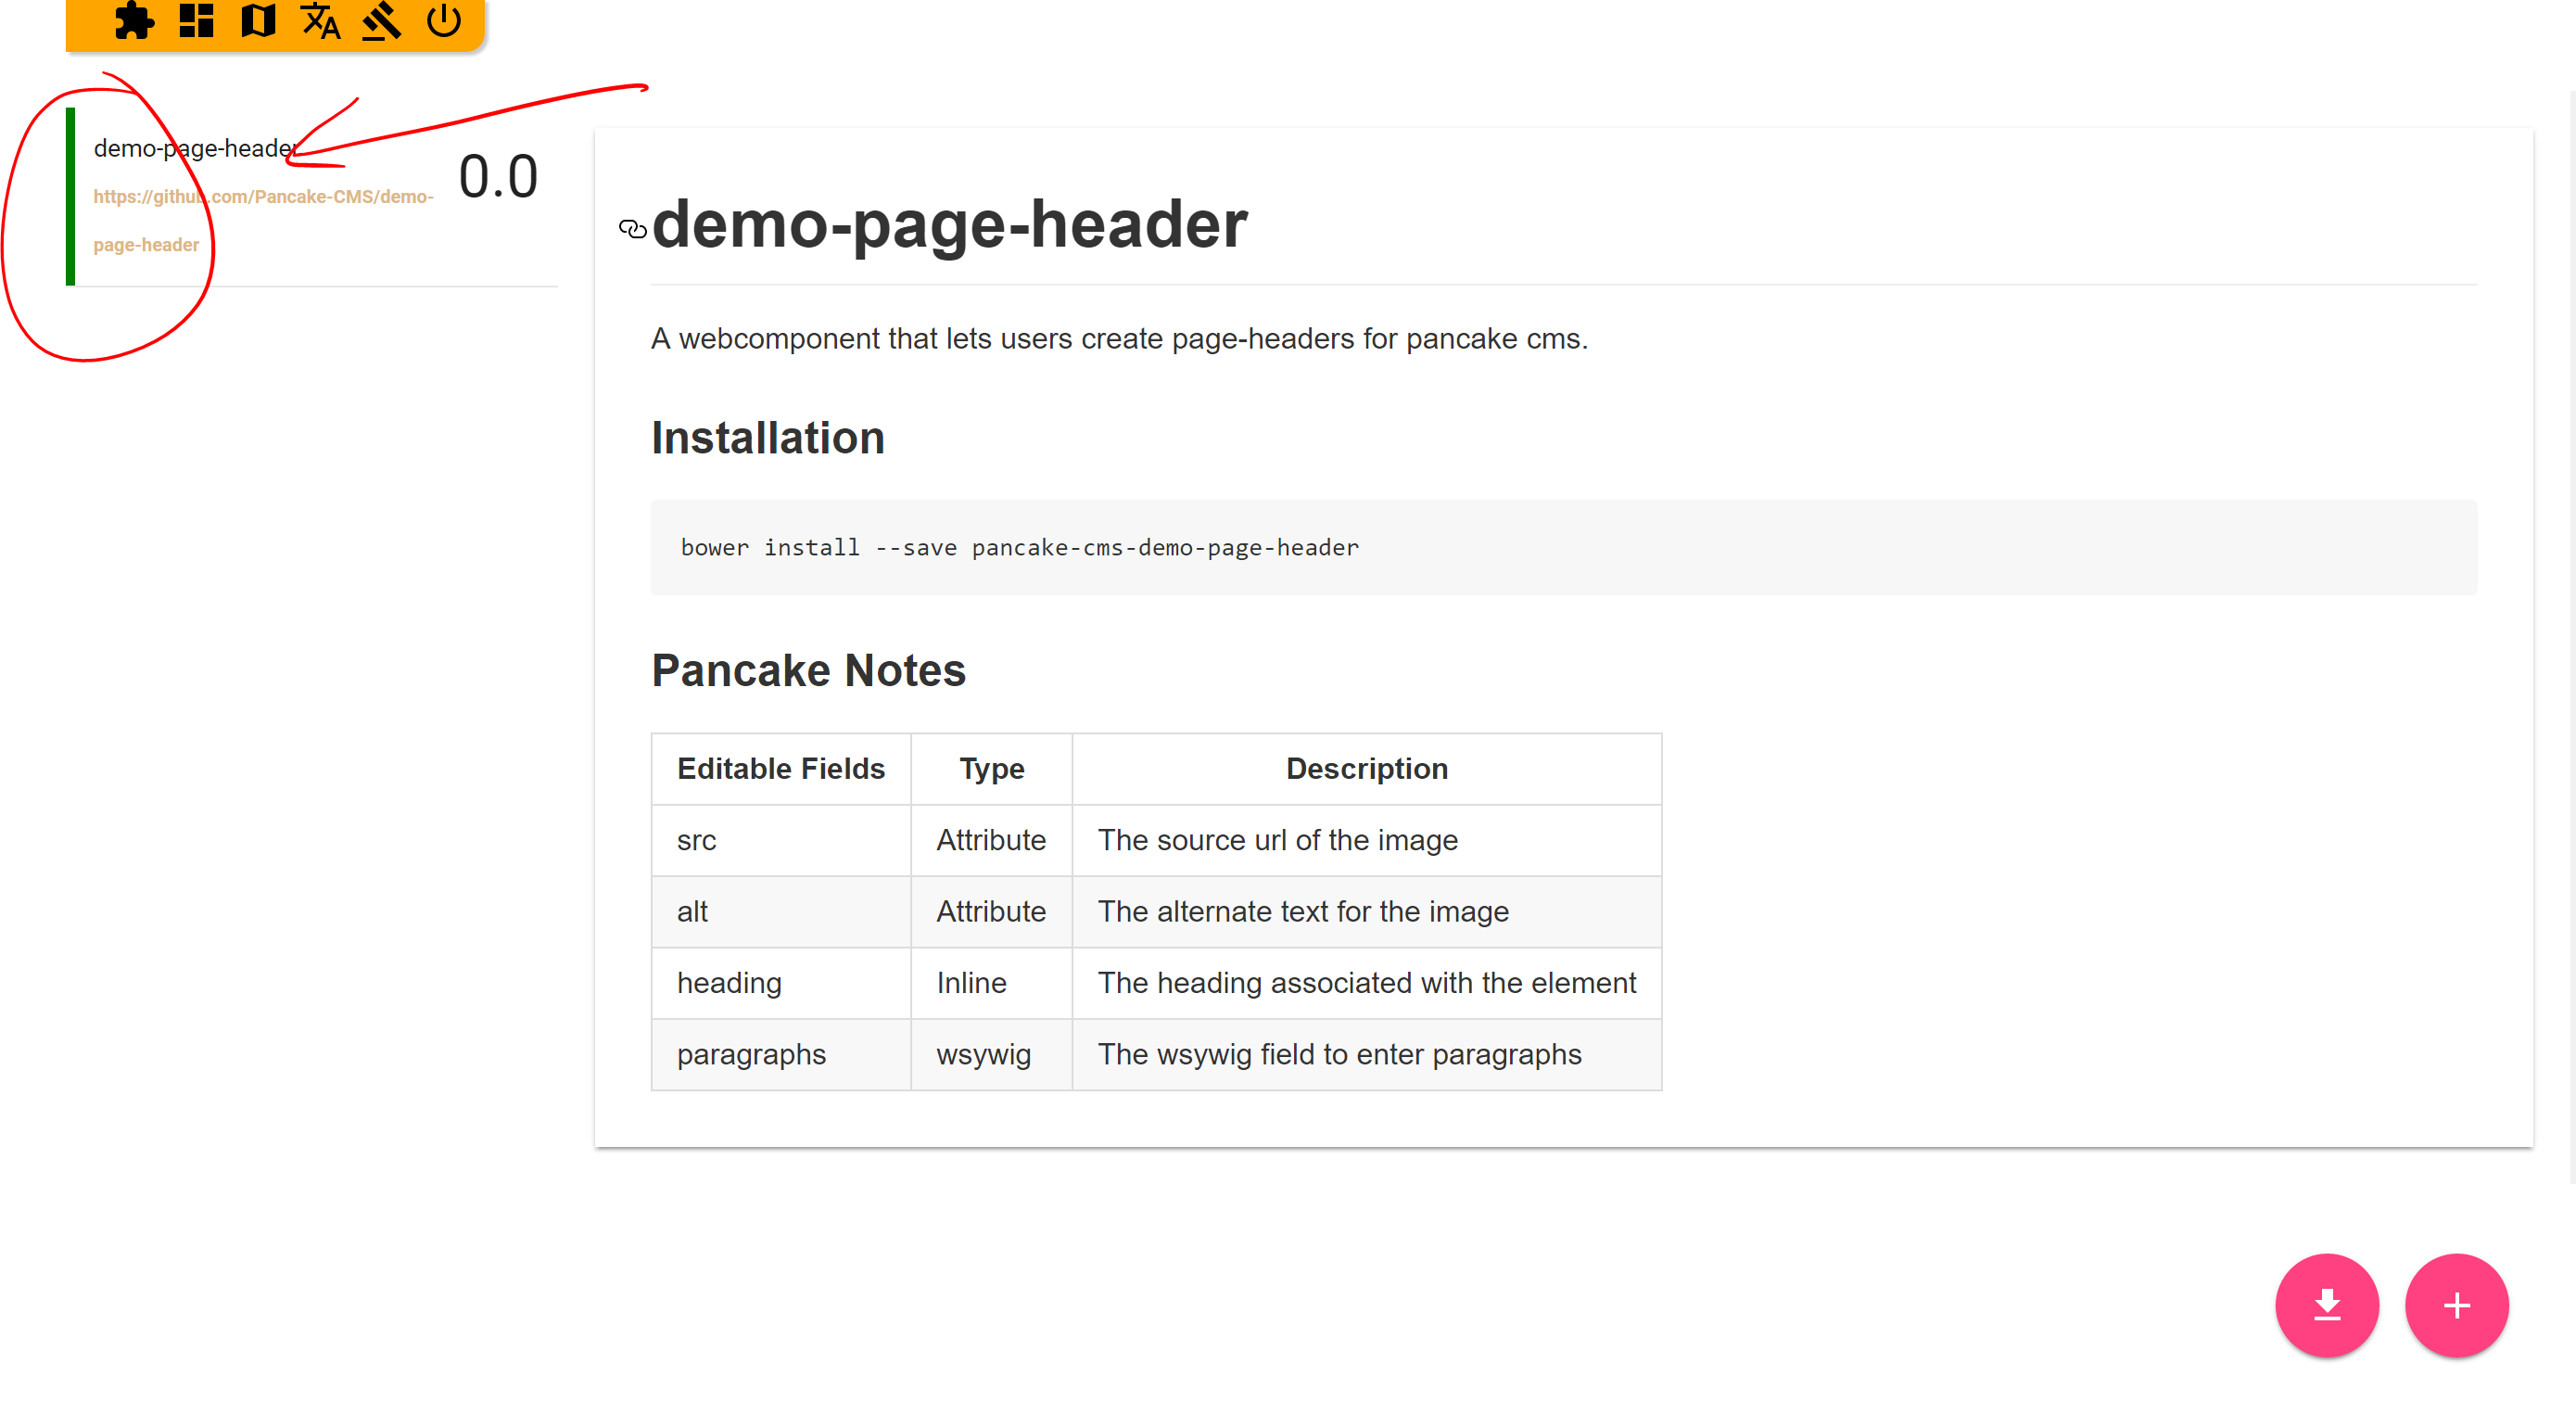 demo-page-header
https://github.com/Pancake-CMS/demo-
page-header
0.0
demo-page-header
A webcomponent that lets users create page-headers for pancake cms.
Installation
bower install --save pancake-cms-demo-page-header
Pancake Notes
Editable Fields Type Description
src Attribute The source url of the image
alt Attribute The alternate text for the image
heading Inline The heading associated with the element
paragraphs wsywig The wsywig field to enter paragraphs